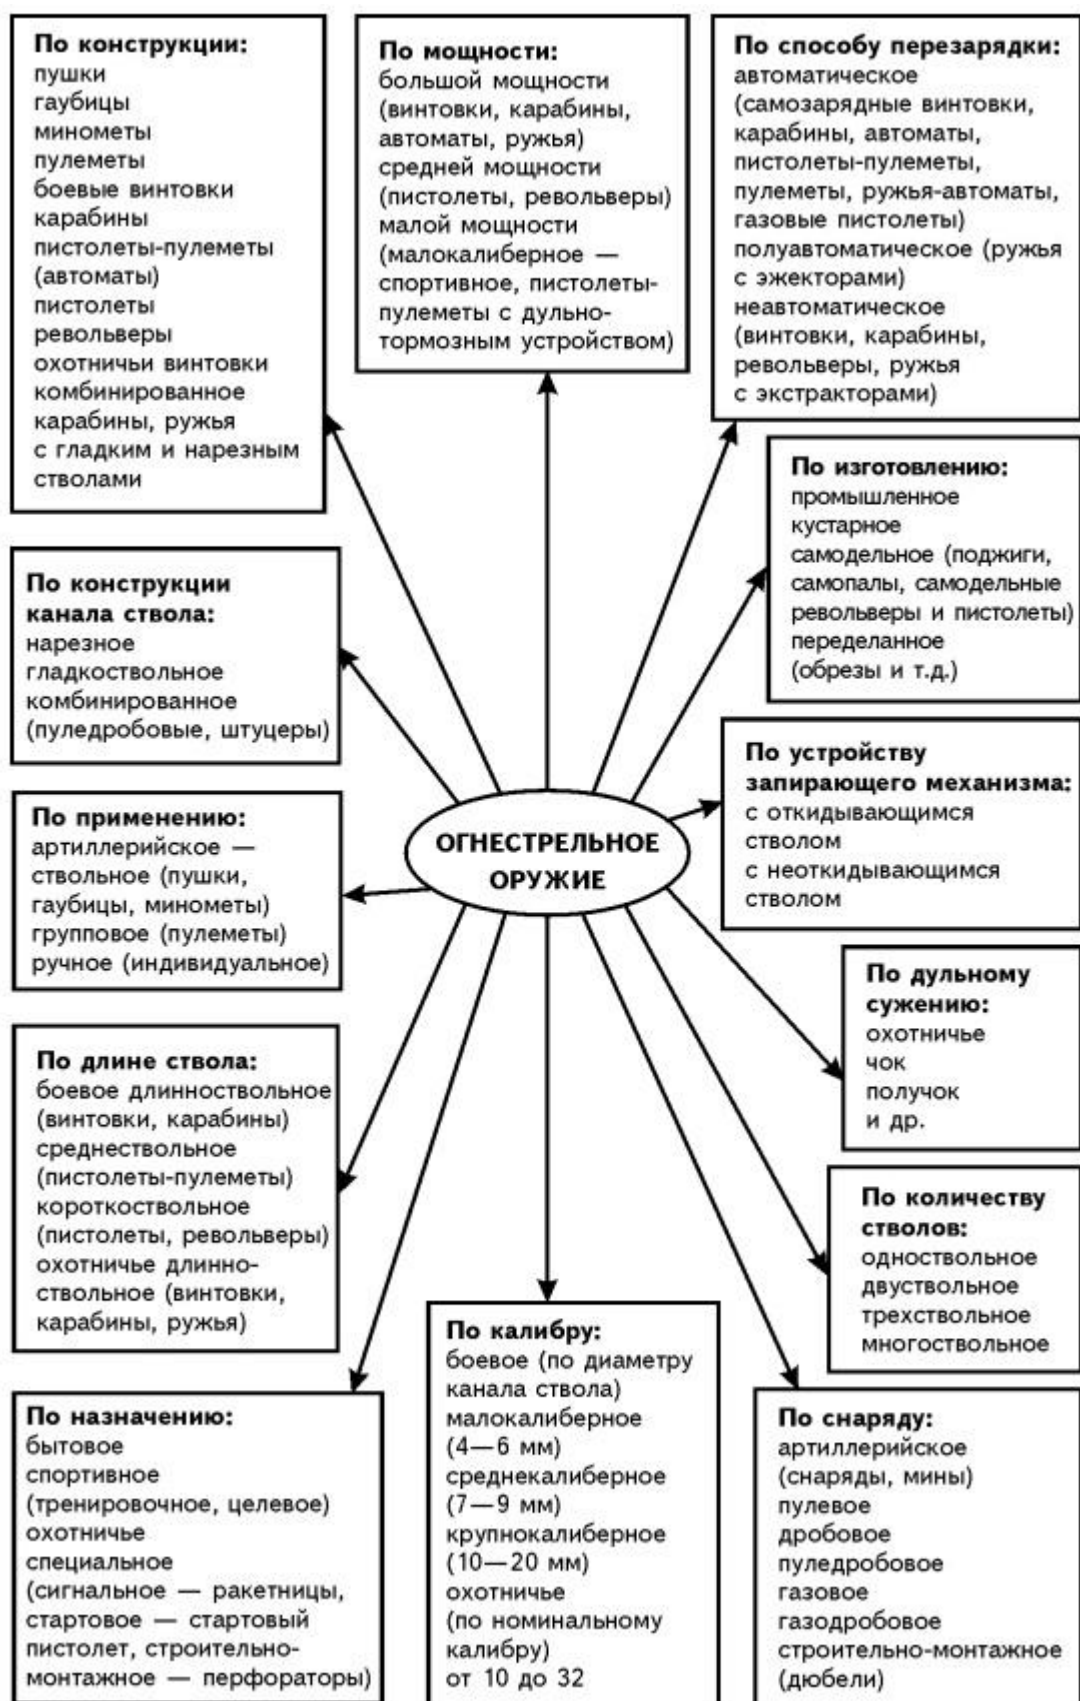 По конструкции:
пушки
гаубицы
минометы
пулеметы
боевые винтовки
карабины
пистолеты-пулеметы
(автоматы)
пистолеты
револьверы
охотничьи винтовки
комбинированное
карабины, ружья
с гладким и нарезным
стволами
По мощности:
большой мощности
(винтовки, карабины,
автоматы, ружья)
средней мощности
(пистолеты, револьверы)
малой мощности
(малокалиберное —
спортивное, пистолеты-
пулеметы с дульно-
тормозным устройством)
По способу перезарядки:
автоматическое
(самозарядные винтовки,
карабины, автоматы,
пистолеты-пулеметы,
пулеметы, ружья-автоматы,
газовые пистолеты)
полуавтоматическое (ружья
с эжекторами)
неавтоматическое
(винтовки, карабины,
револьверы, ружья
с экстракторами)
По изготовлению:
промышленное
кустарное
самодельное (поджиги,
самопалы, самодельные
револьверы и пистолеты)
переделанное
(обрезы и т.д.)
По конструкции
канала ствола:
нарезное
гладкоствольное
комбинированное
(пуледробовые, штуцеры)
По устройству
запирающего механизма:
с откидывающимся
стволом
с неоткидывающимся
стволом
По применению:
артиллерийское —
ствольное (пушки,
гаубицы, минометы)
групповое (пулеметы)
ручное (индивидуальное)
ОГНЕСТРЕЛЬНОЕ
ОРУЖИЕ
По дульному
сужению:
охотничье
чок
получок
и др.
По длине ствола:
боевое длинноствольное
(винтовки, карабины)
среднествольное
(пистолеты-пулеметы)
короткоствольное
(пистолеты, револьверы)
охотничье длинно-
ствольное (винтовки,
карабины, ружья)
По количеству
стволов:
одноствольное
двуствольное
трехствольное
многоствольное
По назначению:
бытовое
спортивное
(тренировочное, целевое)
охотничье
специальное
(сигнальное — ракетницы,
стартовое — стартовый
пистолет, строительно-
монтажное — перфораторы)
По калибру:
боевое (по диаметру
канала ствола)
малокалиберное
(4—6 мм)
среднекалиберное
(7—9 мм)
крупнокалиберное
(10—20 мм)
охотничье
(по номинальному
калибру)
от 10 до 32
По снаряду:
артиллерийское
(снаряды, мины)
пулевое
дробовое
пуледробовое
газовое
газодробовое
строительно-монтажное
(дюбели)